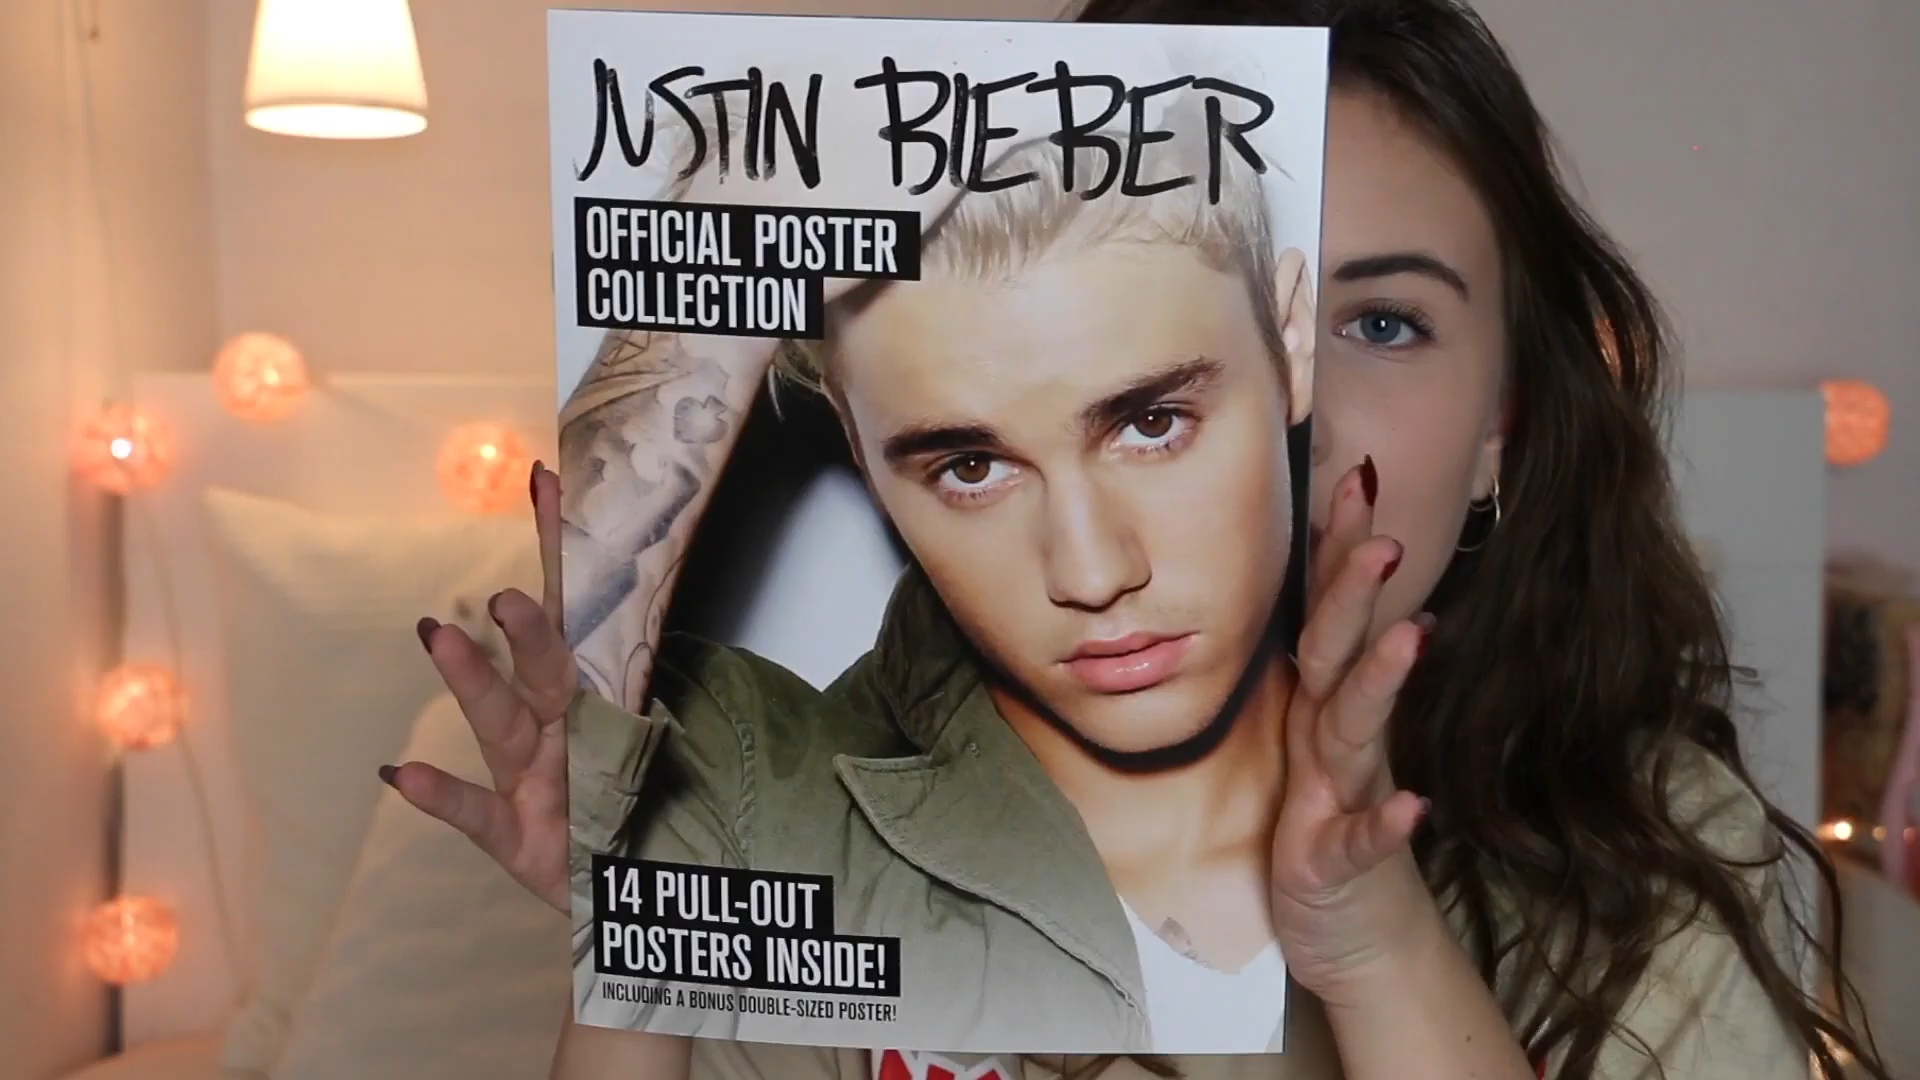 JUSTIN BIEBER
OFFICIAL POSTER
COLLECTION
14 PULL-OUT
POSTERS INSIDE!
INCLUDING A BONUS DOUBLE-SIZED POSTER!